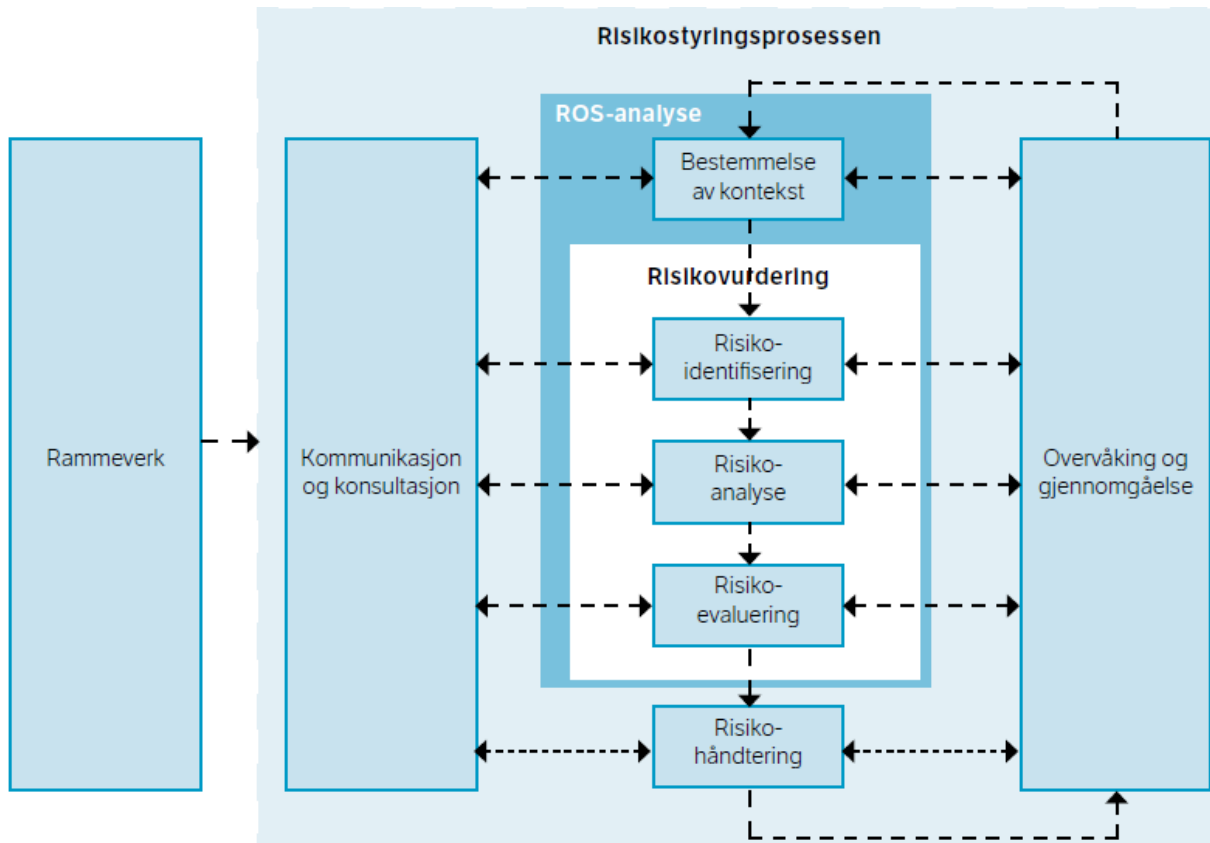 Risikostyringsprosessen
ROS-analyse
Bestemmelse
av kontekst
Risikovurdering
Risiko-
identifisering
Rammeverk
Kommunikasjon
og konsultasjon
Risiko-
analyse
Overvåking og
gjennomgåelse
Risiko-
evaluering
Risiko-
håndtering